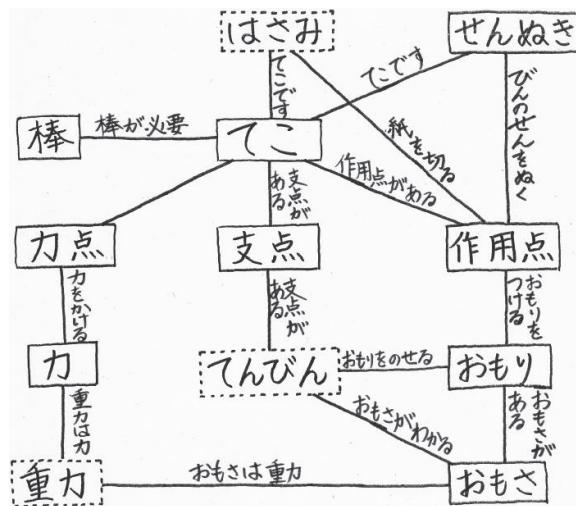 はさみ
せんぬき
てこです
てこです
びんのせんをぬく
棒
棒が必要
てこ
紙を切る
支点が
ある
作用点がある
力点
支点
作用点
力をかける
支点が
ある
おもりを
つける
力
てんびん
おもりをのせる
おもり
重力は力
おもさがわかる
おもさが
ある
重力
おもさは重力
おもさ